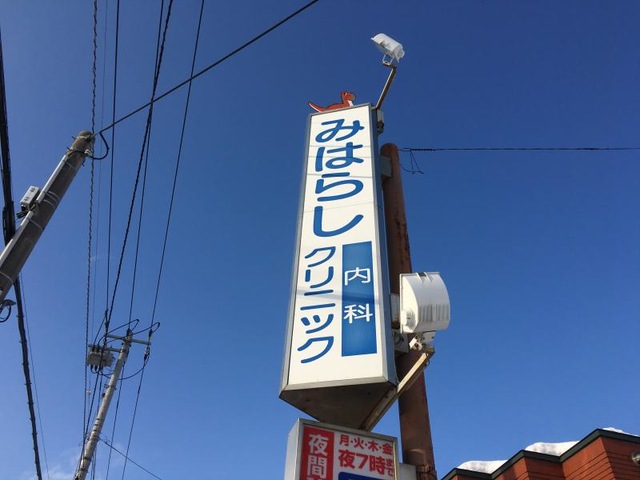 みはらし
クリニック
内科
夜間
月・火・木・金
夜7時